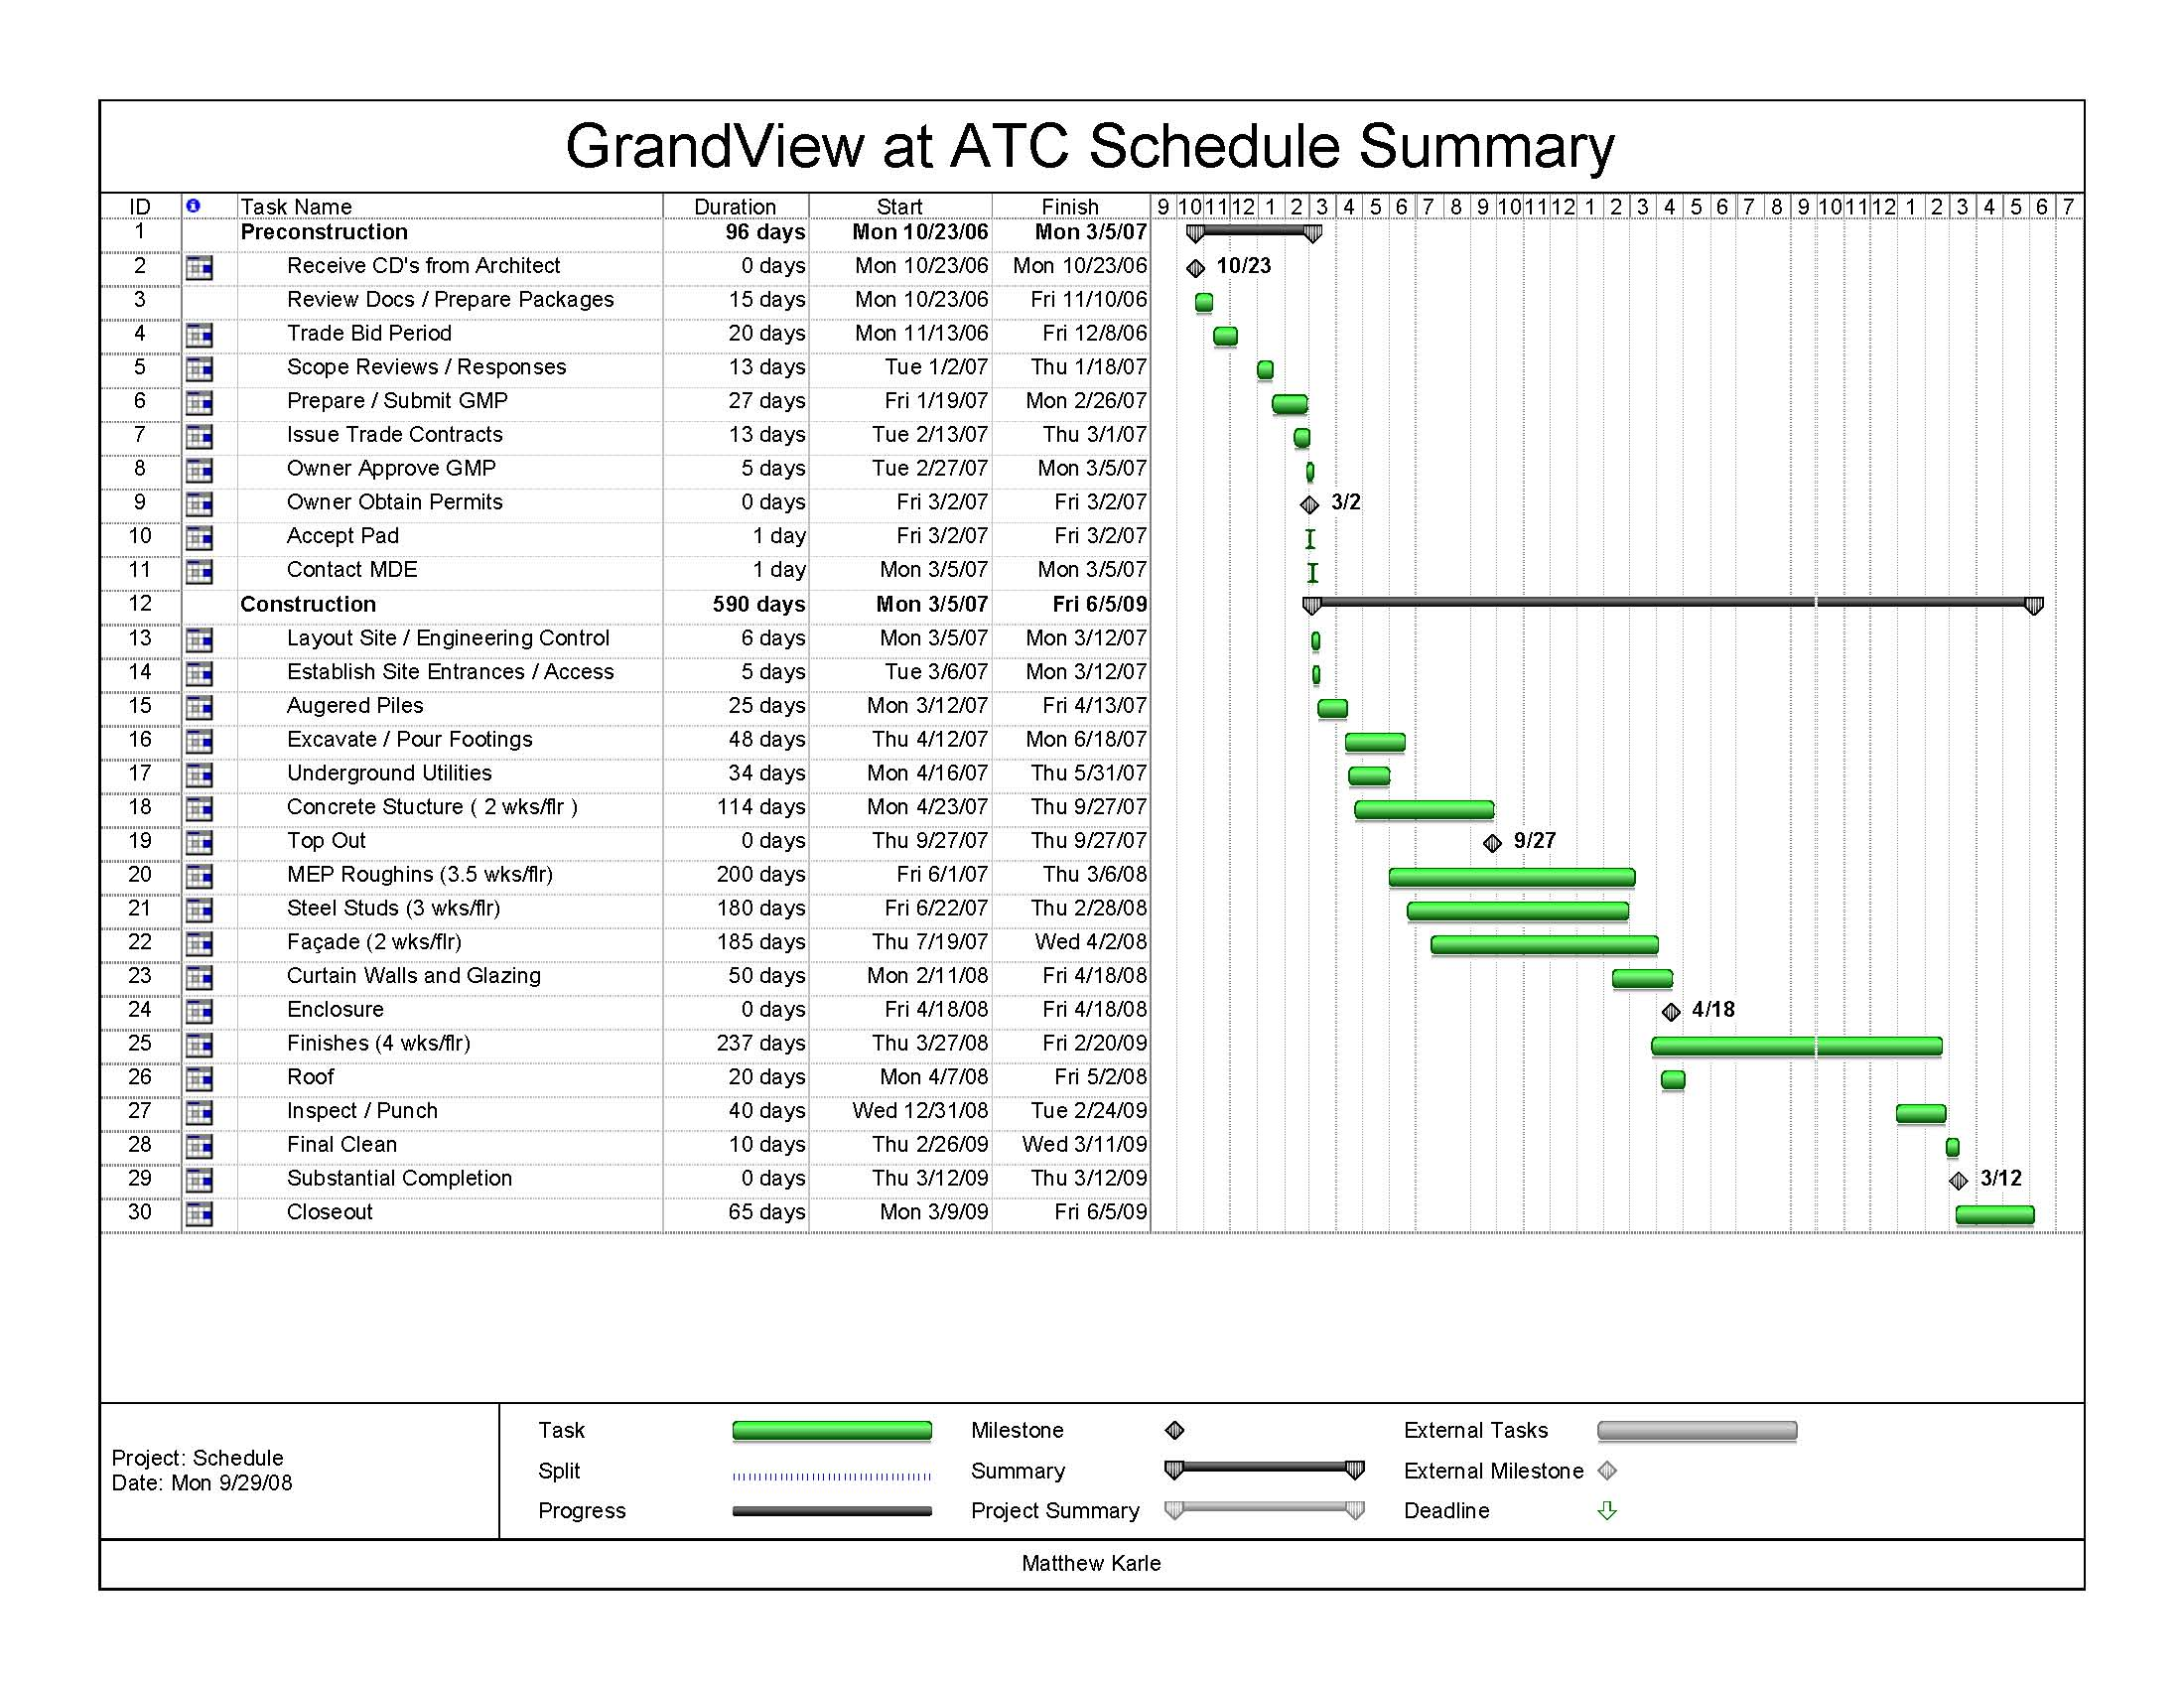 GrandView at ATC Schedule Summary
ID Task Name Duration Start Finish 9 10 11 12 1 2 3 4 5 6 7 8 9 10 11 12 1 2 3 4 5 6 7 8 9 10 11 12 1 2 3 4 5 6 7
1 Preconstruction 96 days Mon 10/23/06 Mon 3/5/07
2 Receive CD's from Architect 0 days Mon 10/23/06 Mon 10/23/06 10/23
3 Review Docs / Prepare Packages 15 days Mon 10/23/06 Fri 11/10/06
4 Trade Bid Period 20 days Mon 11/13/06 Fri 12/8/06
5 Scope Reviews / Responses 13 days Tue 1/2/07 Thu 1/18/07
6 Prepare / Submit GMP 27 days Fri 1/19/07 Mon 2/26/07
7 Issue Trade Contracts 13 days Tue 2/13/07 Thu 3/1/07
8 Owner Approve GMP 5 days Tue 2/27/07 Mon 3/5/07
9 Owner Obtain Permits 0 days Fri 3/2/07 Fri 3/2/07 3/2
10 Accept Pad 1 day Fri 3/2/07 Fri 3/2/07
11 Contact MDE 1 day Mon 3/5/07 Mon 3/5/07
12 Construction 590 days Mon 3/5/07 Fri 6/5/09
13 Layout Site / Engineering Control 6 days Mon 3/5/07 Mon 3/12/07
14 Establish Site Entrances / Access 5 days Tue 3/6/07 Mon 3/12/07
15 Augered Piles 25 days Mon 3/12/07 Fri 4/13/07
16 Excavate / Pour Footings 48 days Thu 4/12/07 Mon 6/18/07
17 Underground Utilities 34 days Mon 4/16/07 Thu 5/31/07
18 Concrete Stucture ( 2 wks/flr ) 114 days Mon 4/23/07 Thu 9/27/07
19 Top Out 0 days Thu 9/27/07 Thu 9/27/07 9/27
20 MEP Roughins (3.5 wks/flr) 200 days Fri 6/1/07 Thu 3/6/08
21 Steel Studs (3 wks/flr) 180 days Fri 6/22/07 Thu 2/28/08
22 Façade (2 wks/flr) 185 days Thu 7/19/07 Wed 4/2/08
23 Curtain Walls and Glazing 50 days Mon 2/11/08 Fri 4/18/08
24 Enclosure 0 days Fri 4/18/08 Fri 4/18/08 4/18
25 Finishes (4 wks/flr) 237 days Thu 3/27/08 Fri 2/20/09
26 Roof 20 days Mon 4/7/08 Fri 5/2/08
27 Inspect / Punch 40 days Wed 12/31/08 Tue 2/24/09
28 Final Clean 10 days Thu 2/26/09 Wed 3/11/09
29 Substantial Completion 0 days Thu 3/12/09 Thu 3/12/09 3/12
30 Closeout 65 days Mon 3/9/09 Fri 6/5/09
Project: Schedule
Date: Mon 9/29/08
Task Milestone External Tasks
Split Summary External Milestone
Progress Project Summary Deadline
Matthew Karle